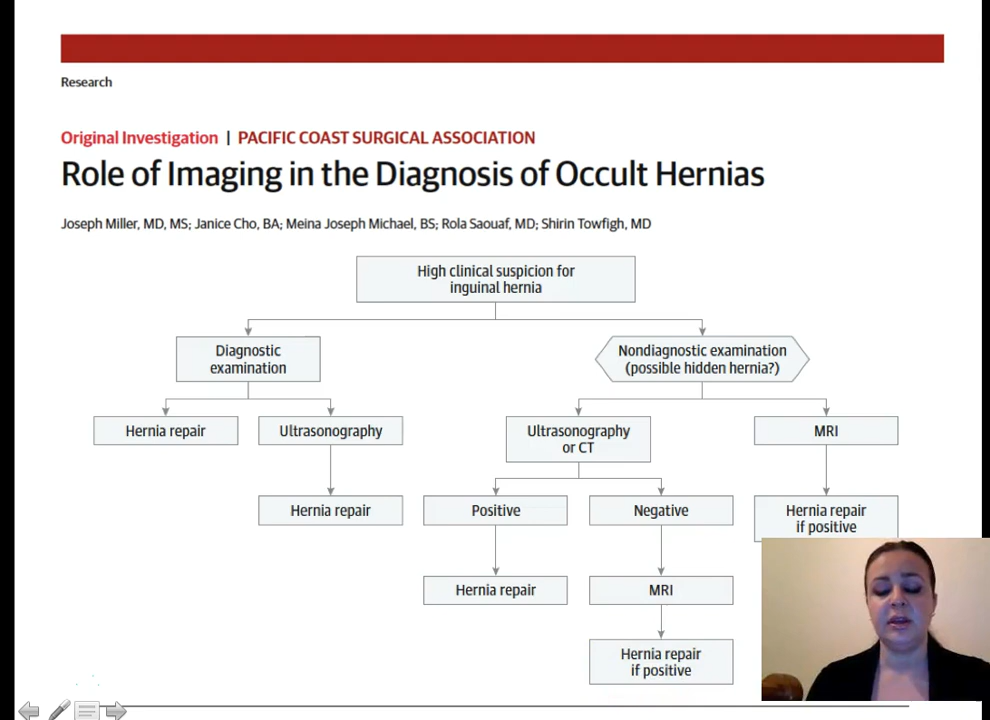 Research
Original Investigation | PACIFIC COAST SURGICAL ASSOCIATION
Role of Imaging in the Diagnosis of Occult Hernias
Joseph Miller, MD, MS; Janice Cho, BA; Meina Joseph Michael, BS; Rola Saouaf, MD; Shirin Towfigh, MD
High clinical suspicion for
inguinal hernia
Diagnostic
examination
Nondiagnostic examination
(possible hidden hernia?)
Hernia repair
Ultrasonography
Ultrasonography
or CT
MRI
Hernia repair
Positive
Negative
Hernia repair
if positive
Hernia repair
MRI
Hernia repair
if positive